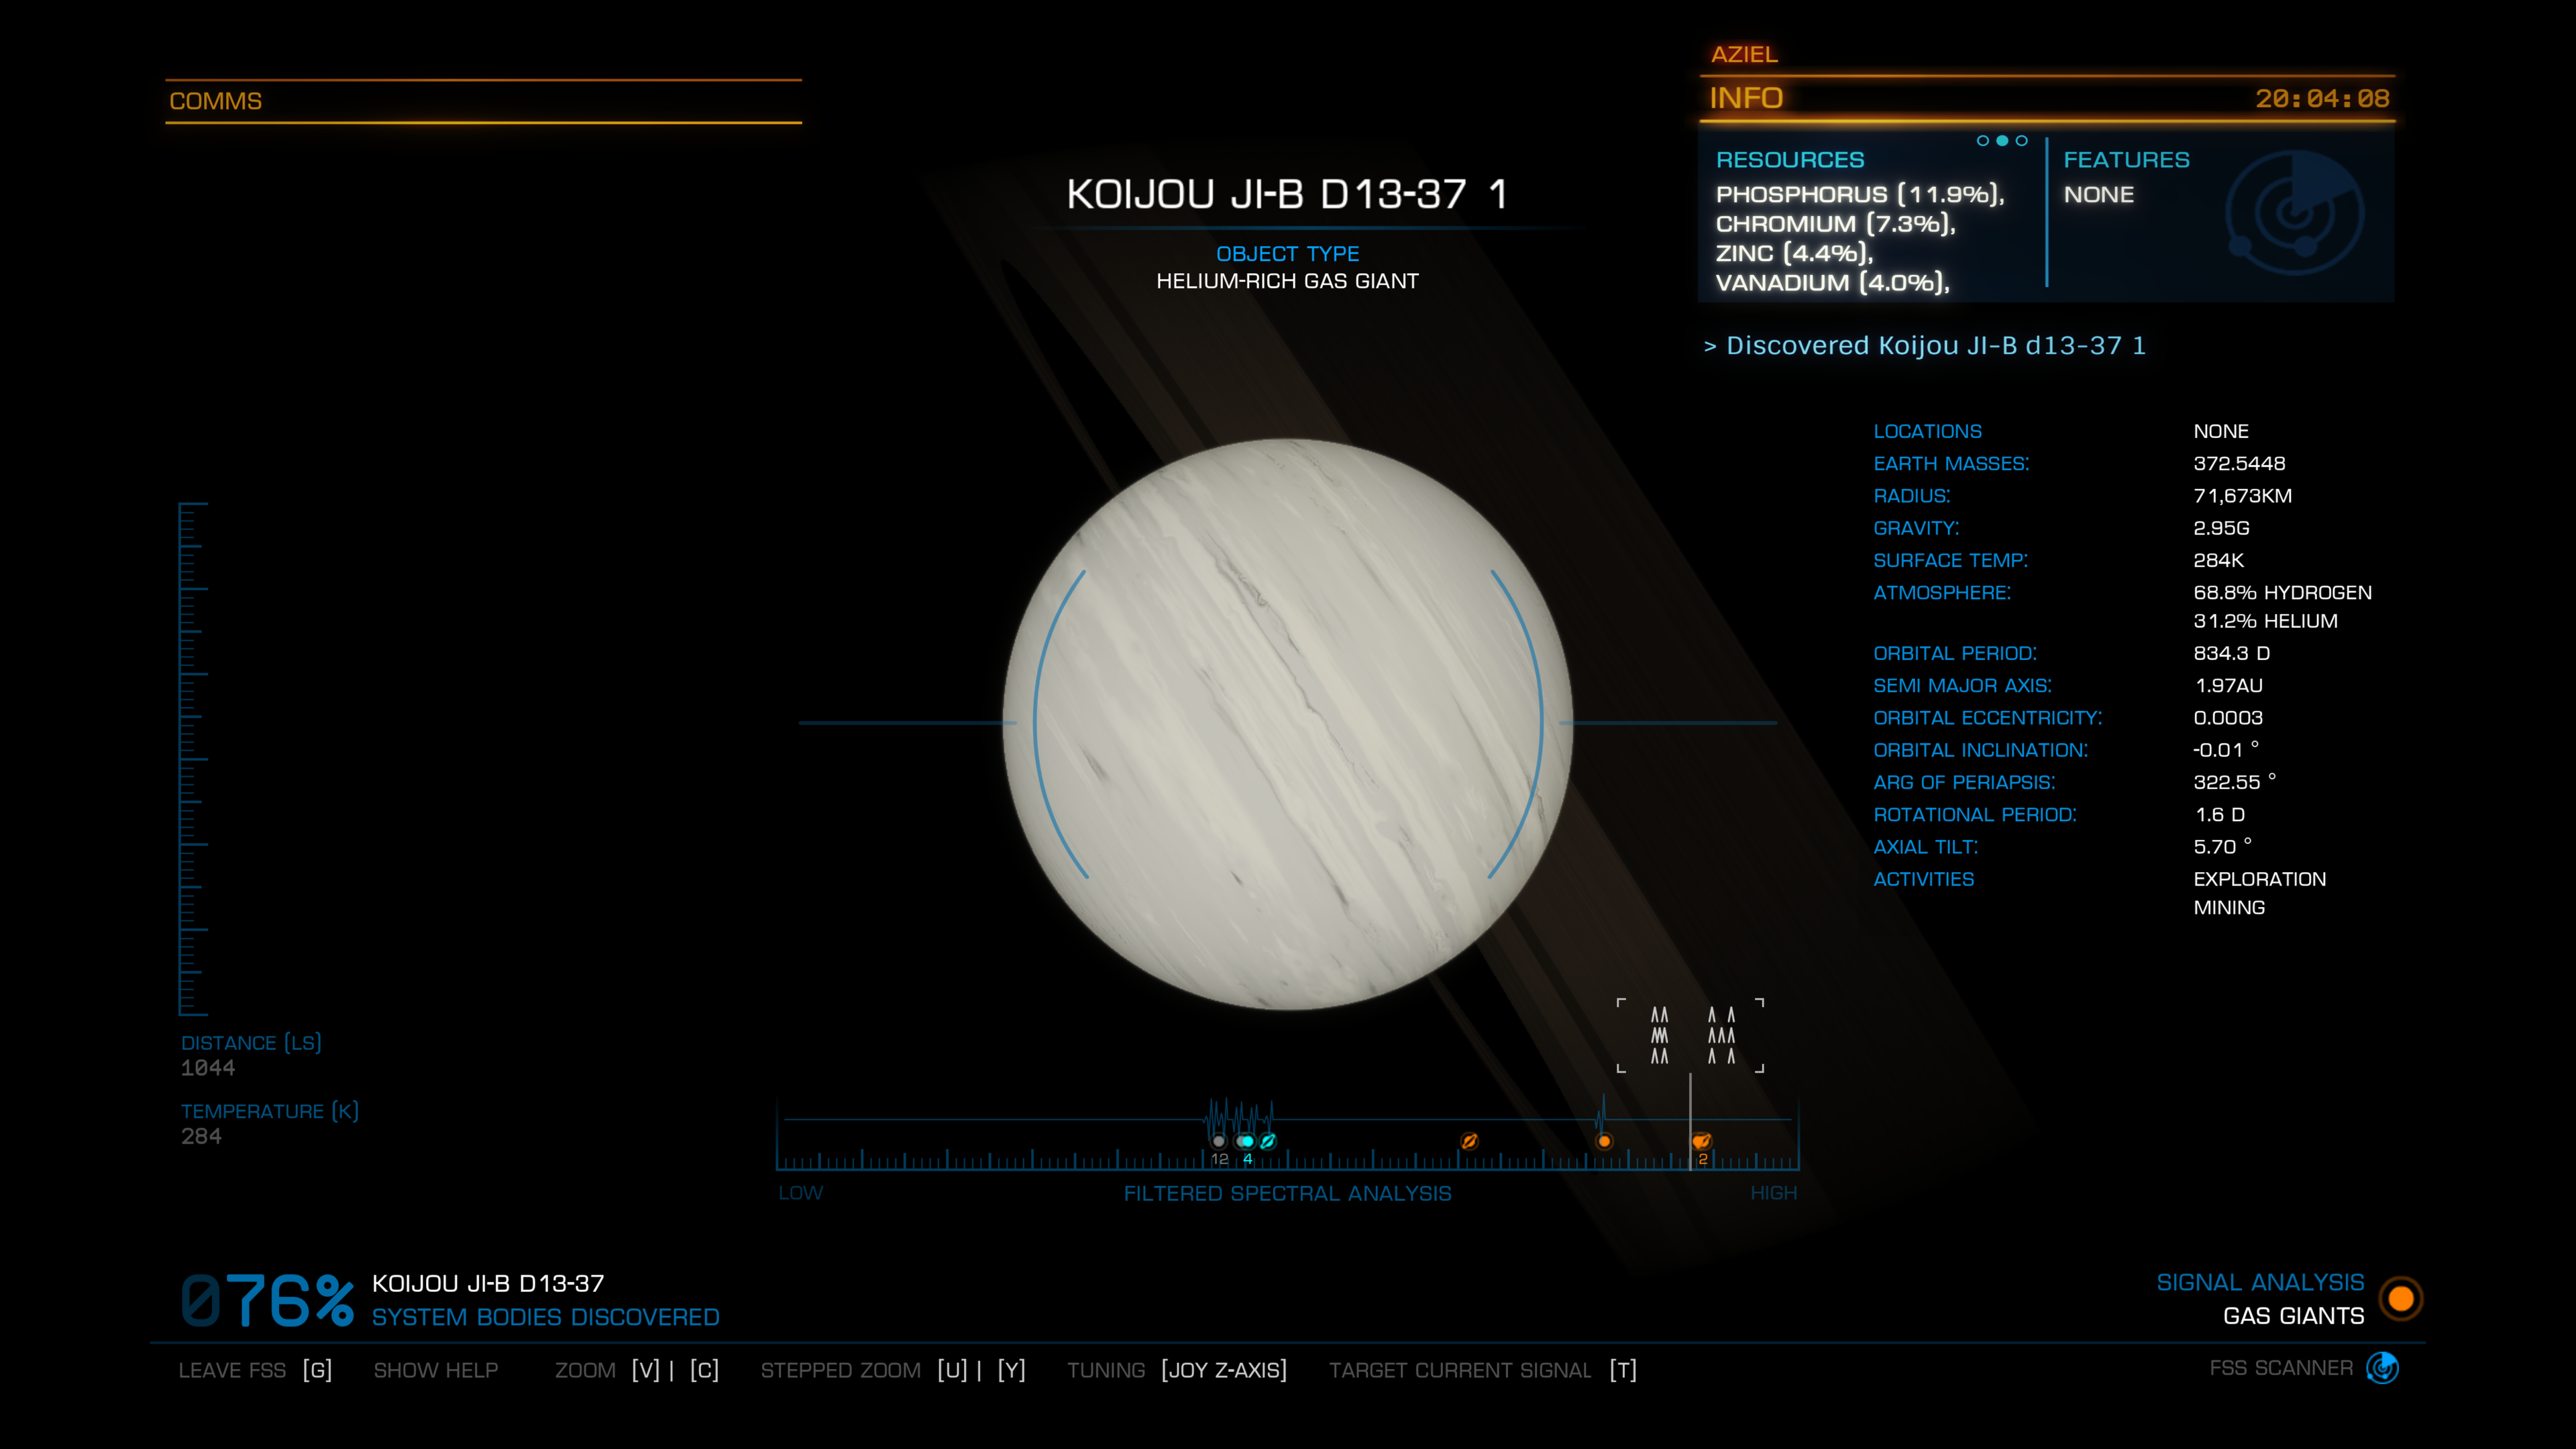 COMMS
AZIEL
INFO 20:04:08
KOIJOU JI-B D13-37 1
OBJECT TYPE
HELIUM-RICH GAS GIANT
RESOURCES
PHOSPHORUS (11.9%),
CHROMIUM (7.3%),
ZINC (4.4%),
VANADIUM (4.0%),
FEATURES
NONE
> Discovered Koijou JI-B d13-37 1
LOCATIONS NONE
EARTH MASSES: 372.5448
RADIUS: 71,673KM
GRAVITY: 2.95G
SURFACE TEMP: 284K
ATMOSPHERE: 68.8% HYDROGEN
31.2% HELIUM
ORBITAL PERIOD: 834.3 D
SEMI MAJOR AXIS: 1.97AU
ORBITAL ECCENTRICITY: 0.0003
ORBITAL INCLINATION: -0.01 °
ARG OF PERIAPSIS: 322.55 °
ROTATIONAL PERIOD: 1.6 D
AXIAL TILT: 5.70 °
ACTIVITIES EXPLORATION
MINING
DISTANCE (LS)
1044
TEMPERATURE (K)
284
12 4 2
LOW FILTERED SPECTRAL ANALYSIS HIGH
076% KOIJOU JI-B D13-37
SYSTEM BODIES DISCOVERED
SIGNAL ANALYSIS
GAS GIANTS
LEAVE FSS [G] SHOW HELP ZOOM [V] | [C] STEPPED ZOOM [U] | [Y] TUNING [JOY Z-AXIS] TARGET CURRENT SIGNAL [T] FSS SCANNER